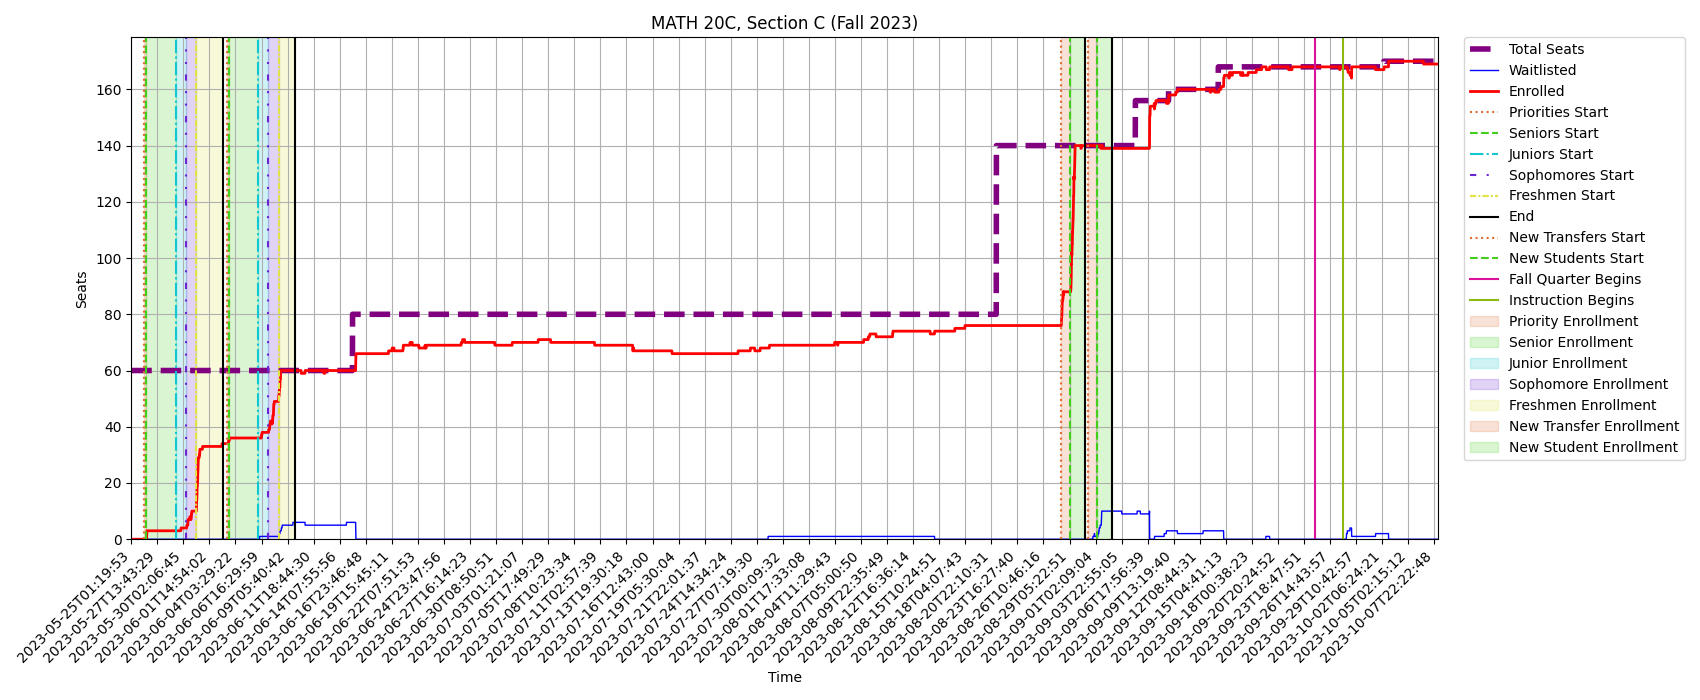 MATH 20C, Section C (Fall 2023)
Seats
160
140
120
100
80
60
40
20
0
2023-05-25T01:19:53
2023-05-27T13:43:29
2023-05-30T02:06:45
2023-06-01T14:54:02
2023-06-04T03:29:22
2023-06-06T16:29:59
2023-06-09T05:40:42
2023-06-11T18:44:30
2023-06-14T07:55:56
2023-06-16T23:46:48
2023-06-19T15:45:11
2023-06-22T07:51:53
2023-06-24T23:47:56
2023-06-27T16:14:23
2023-06-30T08:50:51
2023-07-03T01:21:07
2023-07-05T17:49:29
2023-07-08T10:23:34
2023-07-11T02:57:39
2023-07-13T19:30:18
2023-07-16T12:43:00
2023-07-19T05:30:04
2023-07-21T22:01:37
2023-07-24T14:34:24
2023-07-27T07:19:30
2023-07-30T00:09:32
2023-08-01T17:33:08
2023-08-04T11:29:43
2023-08-07T05:00:50
2023-08-09T22:35:49
2023-08-12T16:36:14
2023-08-15T10:24:51
2023-08-18T04:07:43
2023-08-20T22:10:31
2023-08-23T16:27:40
2023-08-26T10:46:16
2023-08-29T05:22:51
2023-09-01T02:09:04
2023-09-03T22:55:05
2023-09-06T17:56:39
2023-09-09T13:19:40
2023-09-12T08:44:31
2023-09-15T04:41:13
2023-09-18T00:38:23
2023-09-20T20:24:52
2023-09-23T18:47:51
2023-09-26T14:43:57
2023-09-29T10:42:57
2023-10-02T06:24:21
2023-10-05T02:15:12
2023-10-07T22:22:48
Time
Total Seats
Waitlisted
Enrolled
Priorities Start
Seniors Start
Juniors Start
Sophomores Start
Freshmen Start
End
New Transfers Start
New Students Start
Fall Quarter Begins
Instruction Begins
Priority Enrollment
Senior Enrollment
Junior Enrollment
Sophomore Enrollment
Freshmen Enrollment
New Transfer Enrollment
New Student Enrollment